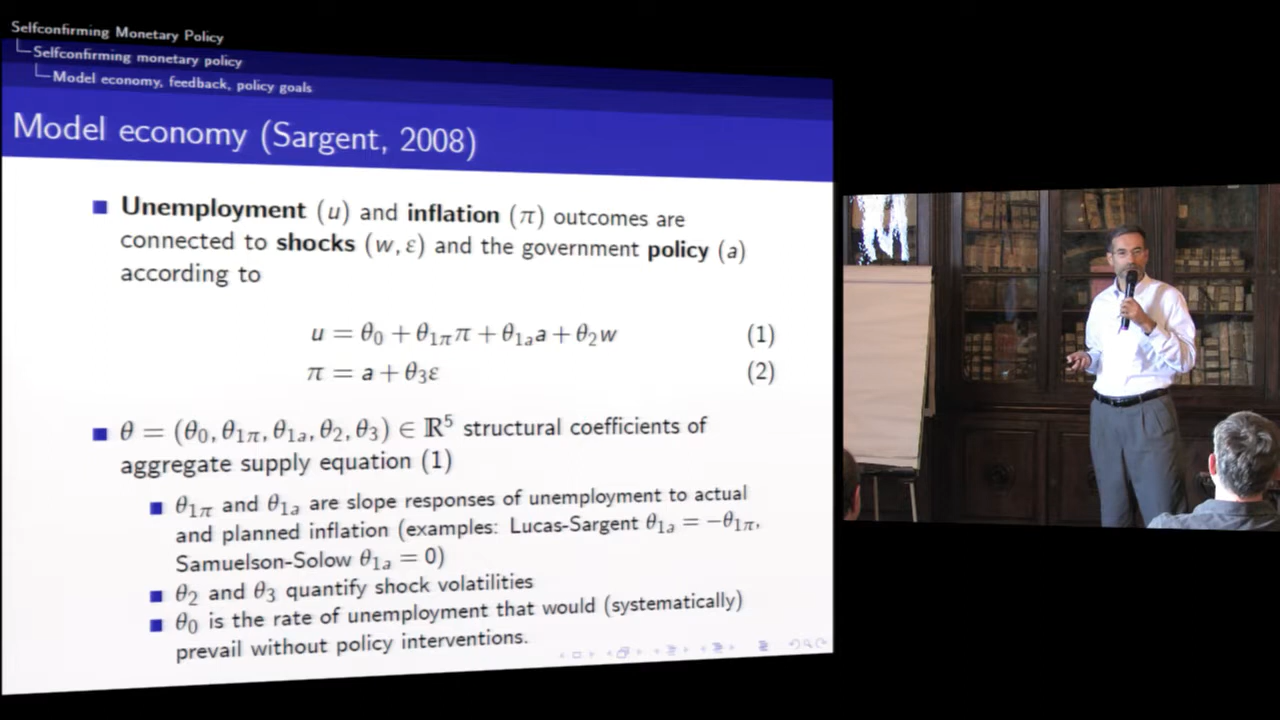 Selfconfirming Monetary Policy
Selfconfirming monetary policy
Model economy, feedback, policy goals
Model economy (Sargent, 2008)
Unemployment (u) and inflation (π) outcomes are
connected to shocks (w, ε) and the government policy (a)
according to
u = θ₀ + θ₁π π + θ₁ₐa + θ₂w (1)
π = a + θ₃ε (2)
θ = (θ₀, θ₁π, θ₁ₐ, θ₂, θ₃) ∈ ℝ⁵ structural coefficients of
aggregate supply equation (1)
θ₁π and θ₁ₐ are slope responses of unemployment to actual
and planned inflation (examples: Lucas-Sargent θ₁ₐ = −θ₁π,
Samuelson-Solow θ₁ₐ = 0)
θ₂ and θ₃ quantify shock volatilities
θ₀ is the rate of unemployment that would (systematically)
prevail without policy interventions.